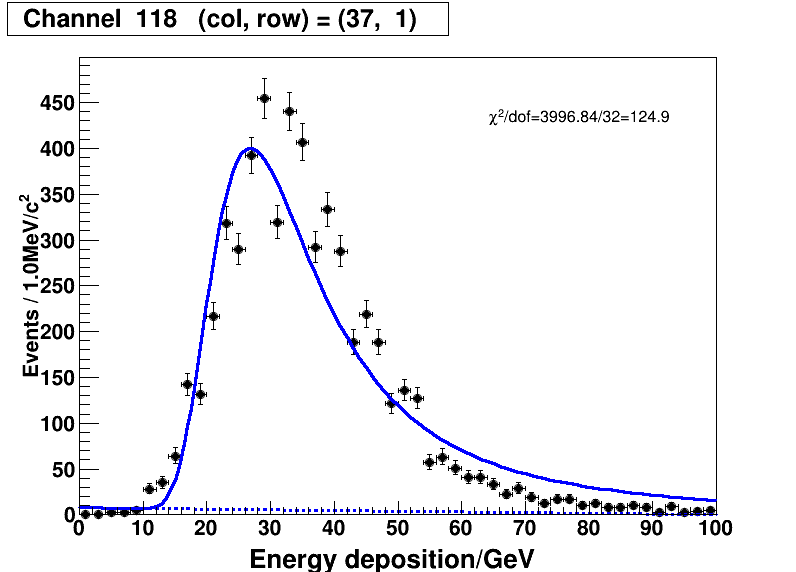 Channel 118 (col, row) = (37, 1)
χ²/dof=3996.84/32=124.9
Events / 1.0MeV/c²
450
400
350
300
250
200
150
100
50
0
0 10 20 30 40 50 60 70 80 90 100
Energy deposition/GeV